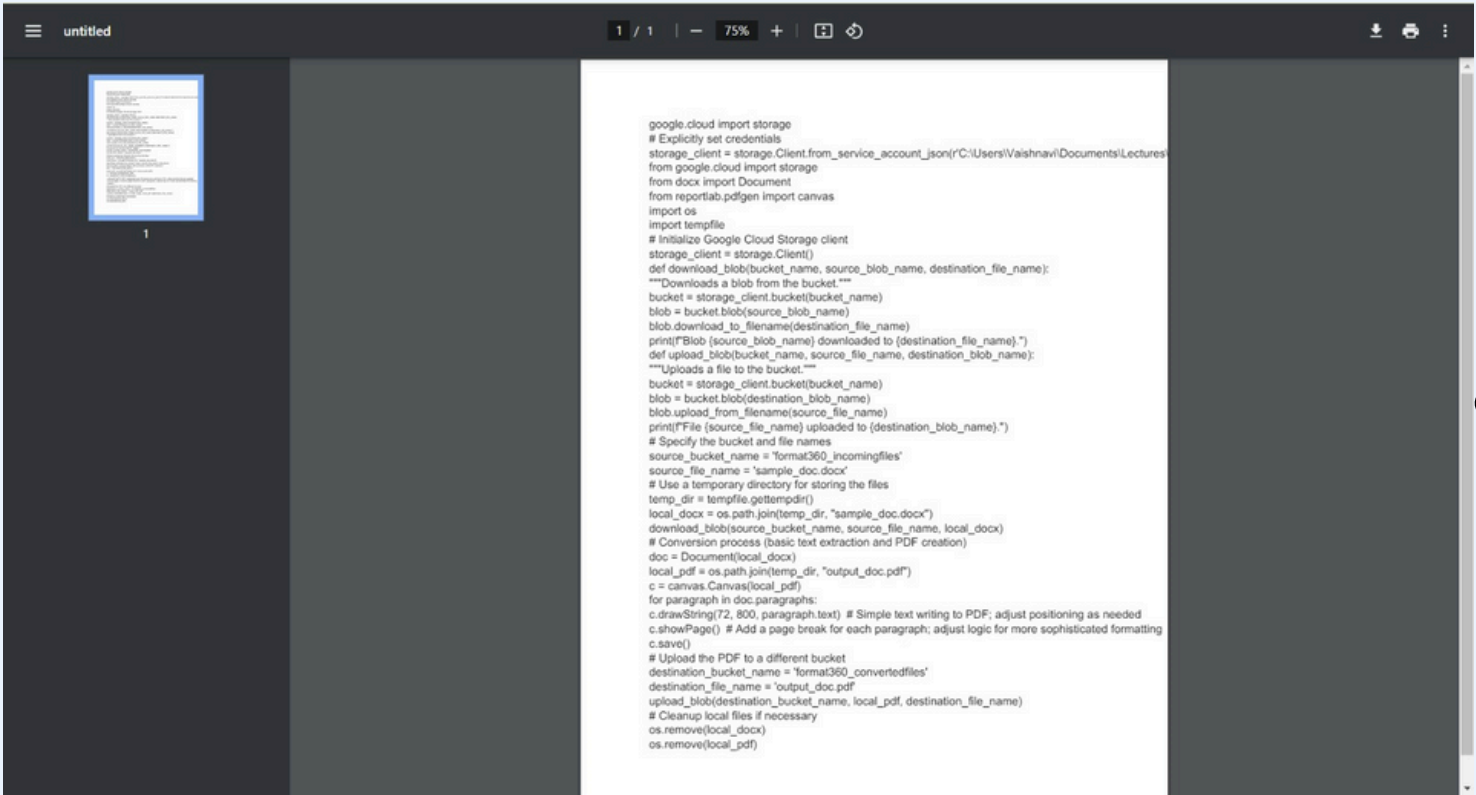 untitled
1 / 1
75%
1
google.cloud import storage
# Explicitly set credentials
storage_client = storage.Client.from_service_account_json(r'C:\Users\Vaishnavi\Documents\Lectures\
from google.cloud import storage
from docx import Document
from reportlab.pdfgen import canvas
import os
import tempfile
# Initialize Google Cloud Storage client
storage_client = storage.Client()
def download_blob(bucket_name, source_blob_name, destination_file_name):
"""Downloads a blob from the bucket."""
bucket = storage_client.bucket(bucket_name)
blob = bucket.blob(source_blob_name)
blob.download_to_filename(destination_file_name)
print(f"Blob {source_blob_name} downloaded to {destination_file_name}.")
def upload_blob(bucket_name, source_file_name, destination_blob_name):
"""Uploads a file to the bucket."""
bucket = storage_client.bucket(bucket_name)
blob = bucket.blob(destination_blob_name)
blob.upload_from_filename(source_file_name)
print(f"File {source_file_name} uploaded to {destination_blob_name}.")
# Specify the bucket and file names
source_bucket_name = 'format360_incomingfiles'
source_file_name = 'sample_doc.docx'
# Use a temporary directory for storing the files
temp_dir = tempfile.gettempdir()
local_docx = os.path.join(temp_dir, "sample_doc.docx")
download_blob(source_bucket_name, source_file_name, local_docx)
# Conversion process (basic text extraction and PDF creation)
doc = Document(local_docx)
local_pdf = os.path.join(temp_dir, "output_doc.pdf")
c = canvas.Canvas(local_pdf)
for paragraph in doc.paragraphs:
c.drawString(72, 800, paragraph.text)  # Simple text writing to PDF; adjust positioning as needed
c.showPage()  # Add a page break for each paragraph; adjust logic for more sophisticated formatting
c.save()
# Upload the PDF to a different bucket
destination_bucket_name = 'format360_convertedfiles'
destination_file_name = 'output_doc.pdf'
upload_blob(destination_bucket_name, local_pdf, destination_file_name)
# Cleanup local files if necessary
os.remove(local_docx)
os.remove(local_pdf)